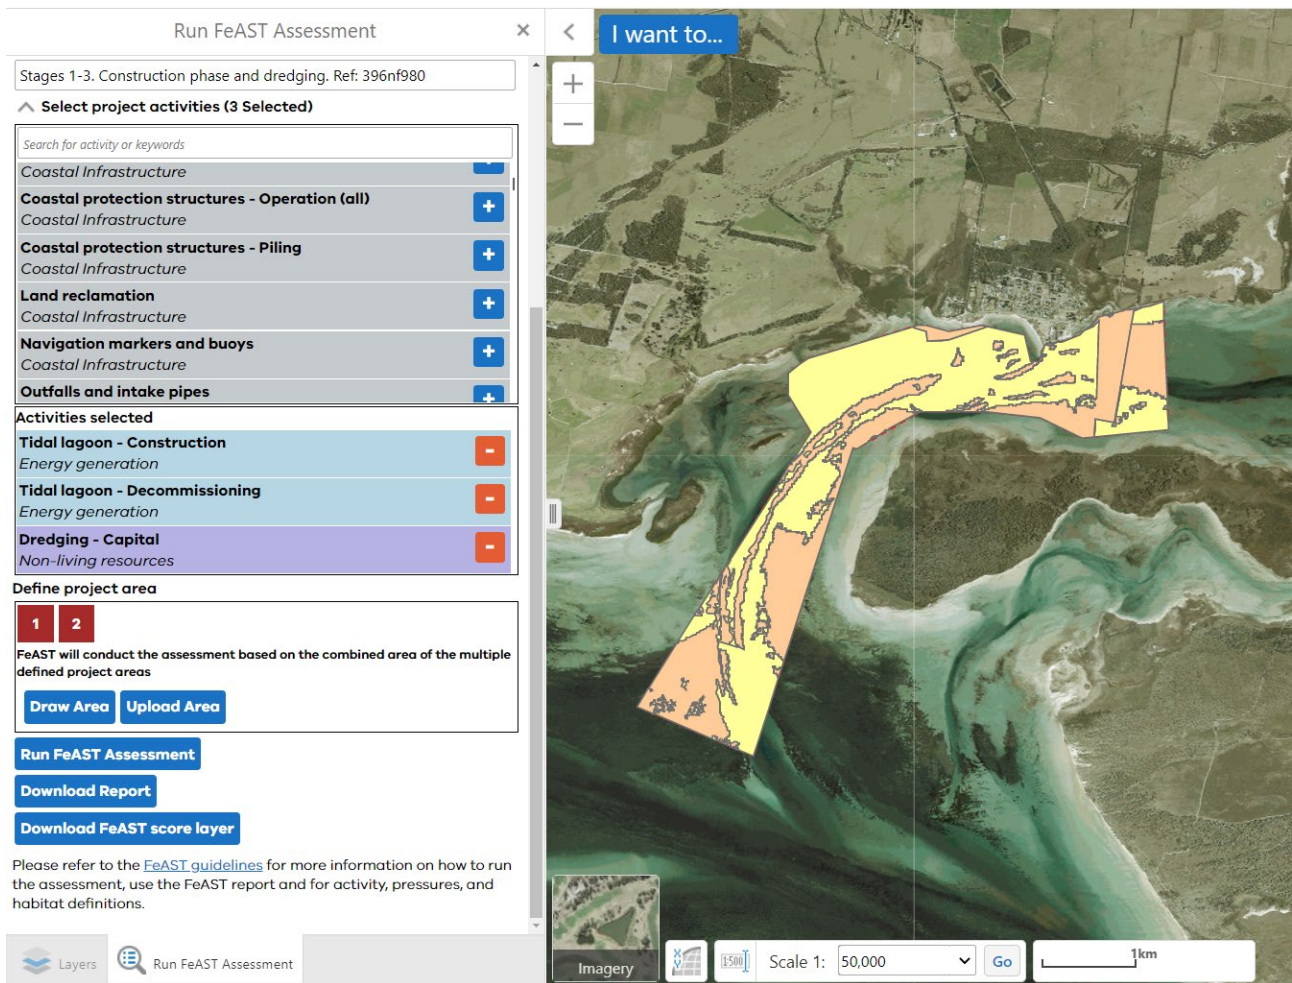 Run FeAST Assessment
×
Stages 1-3. Construction phase and dredging. Ref: 396nf980
Select project activities (3 Selected)
Search for activity or keywords
Coastal Infrastructure
+
Coastal protection structures - Operation (all)
Coastal Infrastructure
+
Coastal protection structures - Piling
Coastal Infrastructure
+
Land reclamation
Coastal Infrastructure
+
Navigation markers and buoys
Coastal Infrastructure
+
Outfalls and intake pipes
+
Activities selected
Tidal lagoon - Construction
Energy generation
-
Tidal lagoon - Decommissioning
Energy generation
-
Dredging - Capital
Non-living resources
-
Define project area
1 2
FeAST will conduct the assessment based on the combined area of the multiple
defined project areas
Draw Area Upload Area
Run FeAST Assessment
Download Report
Download FeAST score layer
Please refer to the FeAST guidelines for more information on how to run
the assessment, use the FeAST report and for activity, pressures, and
habitat definitions.
Layers
Run FeAST Assessment
I want to...
+
−
Imagery
X Y
1:500
Scale 1: 50,000 Go
1km